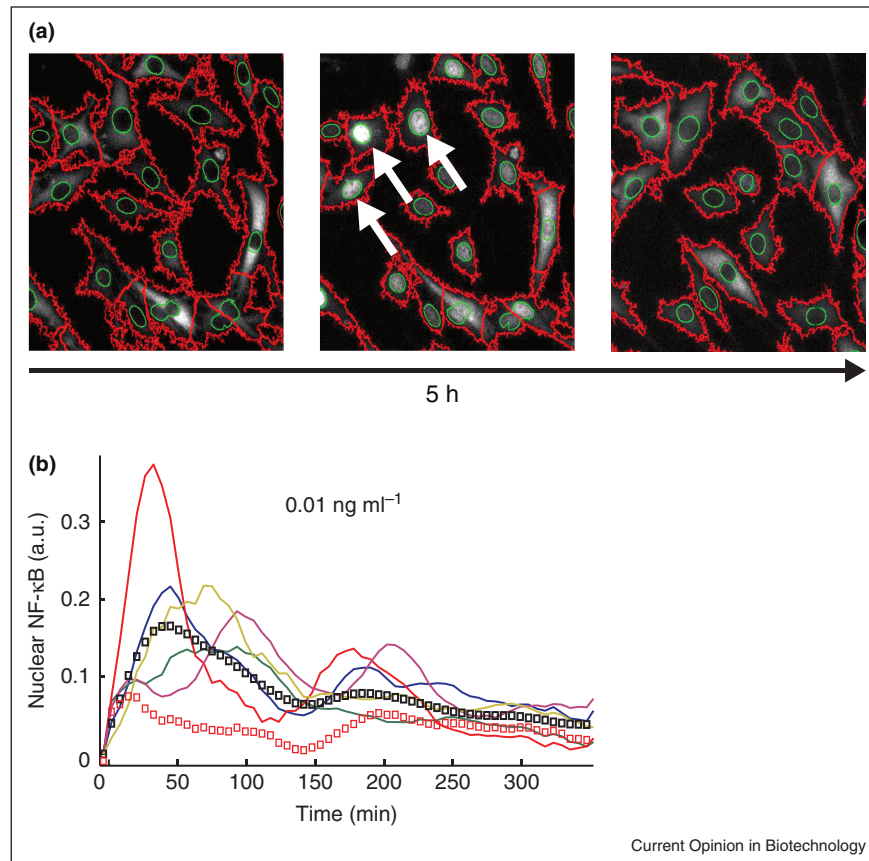 (a)
5 h
(b)
0.01 ng ml⁻¹
Nuclear NF-κB (a.u.)
0.3
0.2
0.1
0
0 50 100 150 200 250 300
Time (min)
Current Opinion in Biotechnology